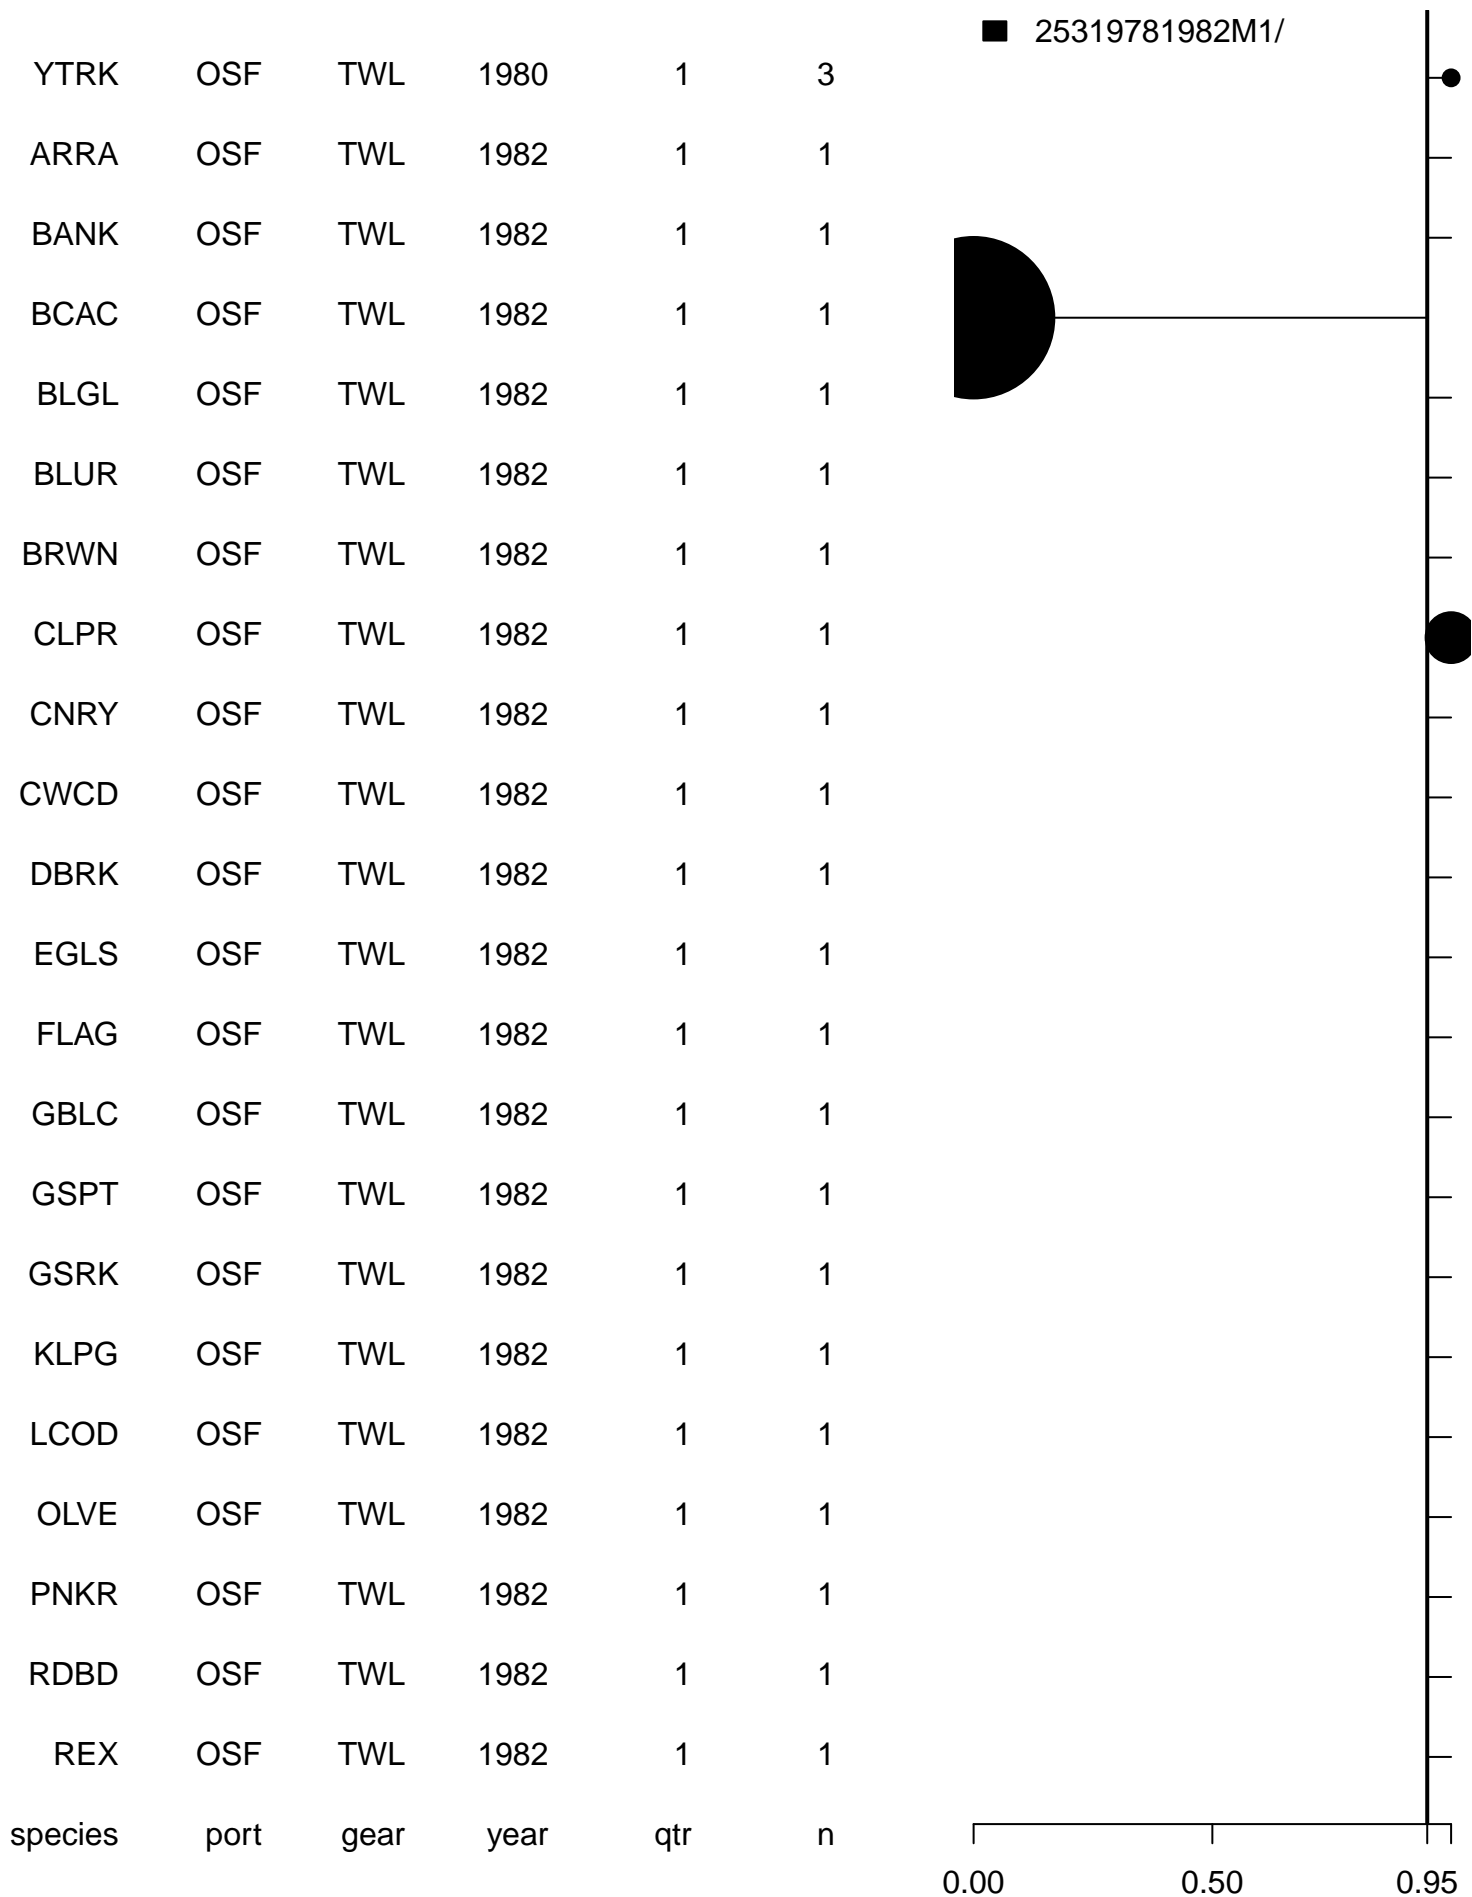 25319781982M1/
YTRK OSF TWL 1980 1 3
ARRA OSF TWL 1982 1 1
BANK OSF TWL 1982 1 1
BCAC OSF TWL 1982 1 1
BLGL OSF TWL 1982 1 1
BLUR OSF TWL 1982 1 1
BRWN OSF TWL 1982 1 1
CLPR OSF TWL 1982 1 1
CNRY OSF TWL 1982 1 1
CWCD OSF TWL 1982 1 1
DBRK OSF TWL 1982 1 1
EGLS OSF TWL 1982 1 1
FLAG OSF TWL 1982 1 1
GBLC OSF TWL 1982 1 1
GSPT OSF TWL 1982 1 1
GSRK OSF TWL 1982 1 1
KLPG OSF TWL 1982 1 1
LCOD OSF TWL 1982 1 1
OLVE OSF TWL 1982 1 1
PNKR OSF TWL 1982 1 1
RDBD OSF TWL 1982 1 1
REX OSF TWL 1982 1 1
species port gear year qtr n
0.00 0.50 0.95